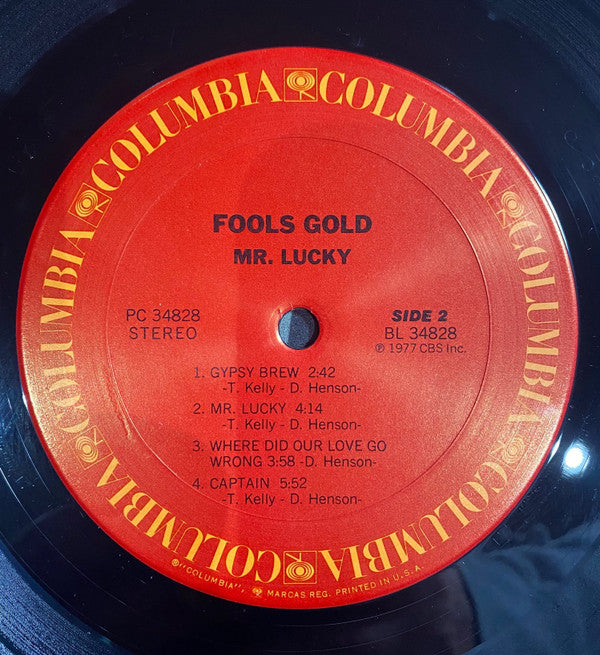 COLUMBIA COLUMBIA COLUMBIA COLUMBIA COLUMBIA COLUMBIA COLUMBIA COLUMBIA
FOOLS GOLD
MR. LUCKY
PC 34828
STEREO
SIDE 2
BL 34828
℗ 1977 CBS Inc.
1. GYPSY BREW 2:42
-T. Kelly - D. Henson-
2. MR. LUCKY 4:14
-T. Kelly - D. Henson-
3. WHERE DID OUR LOVE GO
WRONG 3:58 -D. Henson-
4. CAPTAIN 5:52
-T. Kelly - D. Henson-
®"COLUMBIA", MARCAS REG. PRINTED IN U.S.A.